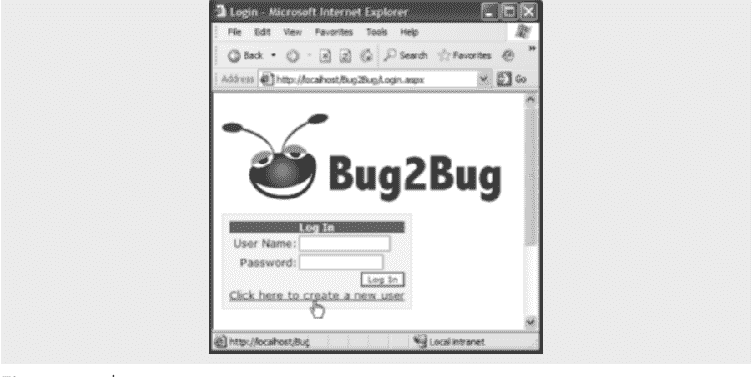 Login - Microsoft Internet Explorer
File Edit View Favorites Tools Help
Back Search Favorites »
Address http://localhost/Bug2Bug/Login.aspx Go
Bug2Bug
Log In
User Name:
Password:
Log In
Click here to create a new user
http://localhost/Bug Local intranet